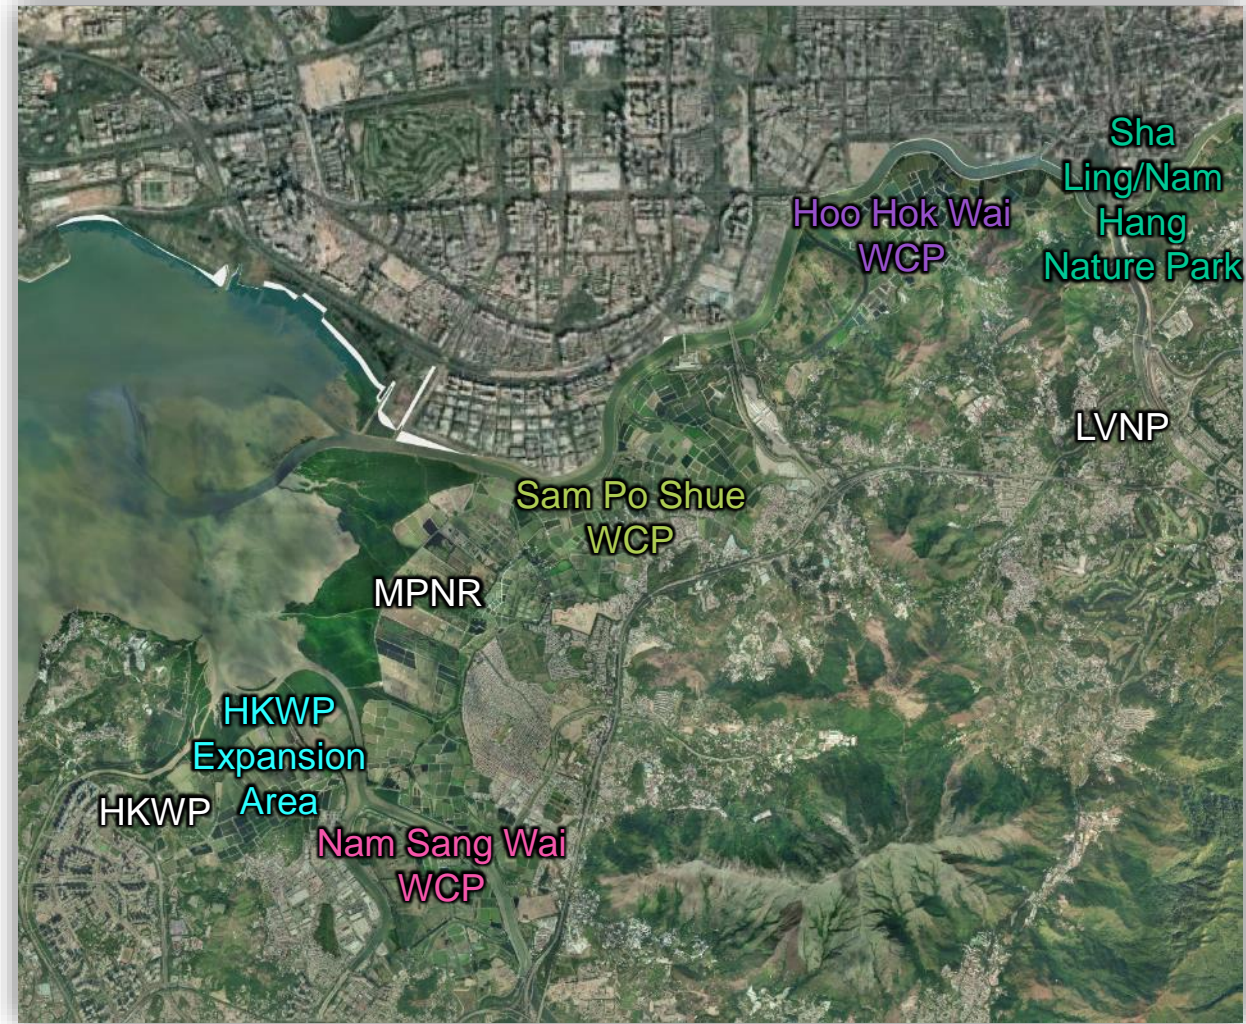 Sha
Ling/Nam
Hang
Nature Park
Hoo Hok Wai
WCP
LVNP
Sam Po Shue
WCP
MPNR
HKWP
Expansion
Area
HKWP
Nam Sang Wai
WCP